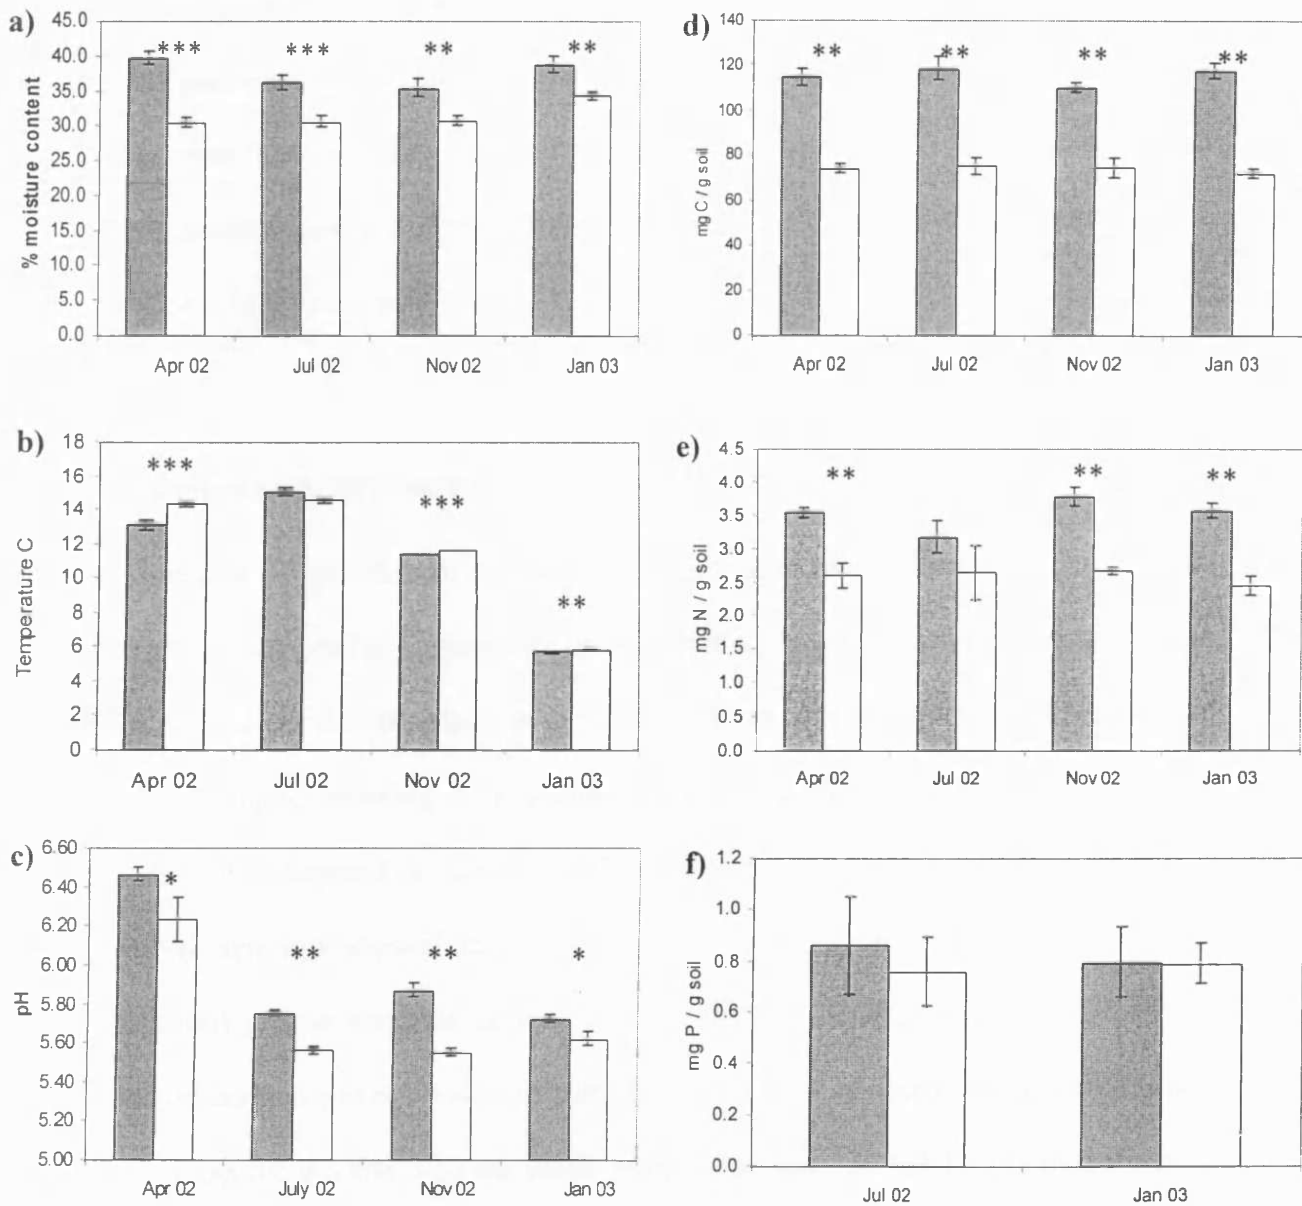 a)
% moisture content
45.0
40.0
35.0
30.0
25.0
20.0
15.0
10.0
5.0
0.0
*** *** ** **
Apr 02 Jul 02 Nov 02 Jan 03
d)
mg C / g soil
140
120
100
80
60
40
20
0
** ** ** **
Apr 02 Jul 02 Nov 02 Jan 03
b)
Temperature C
18
16
14
12
10
8
6
4
2
0
*** *** **
Apr 02 Jul 02 Nov 02 Jan 03
e)
mg N / g soil
4.5
4.0
3.5
3.0
2.5
2.0
1.5
1.0
0.5
0.0
** ** **
Apr 02 Jul 02 Nov 02 Jan 03
c)
pH
6.60
6.40
6.20
6.00
5.80
5.60
5.40
5.20
5.00
* ** ** *
Apr 02 July 02 Nov 02 Jan 03
f)
mg P / g soil
1.2
1.0
0.8
0.6
0.4
0.2
0.0
Jul 02 Jan 03